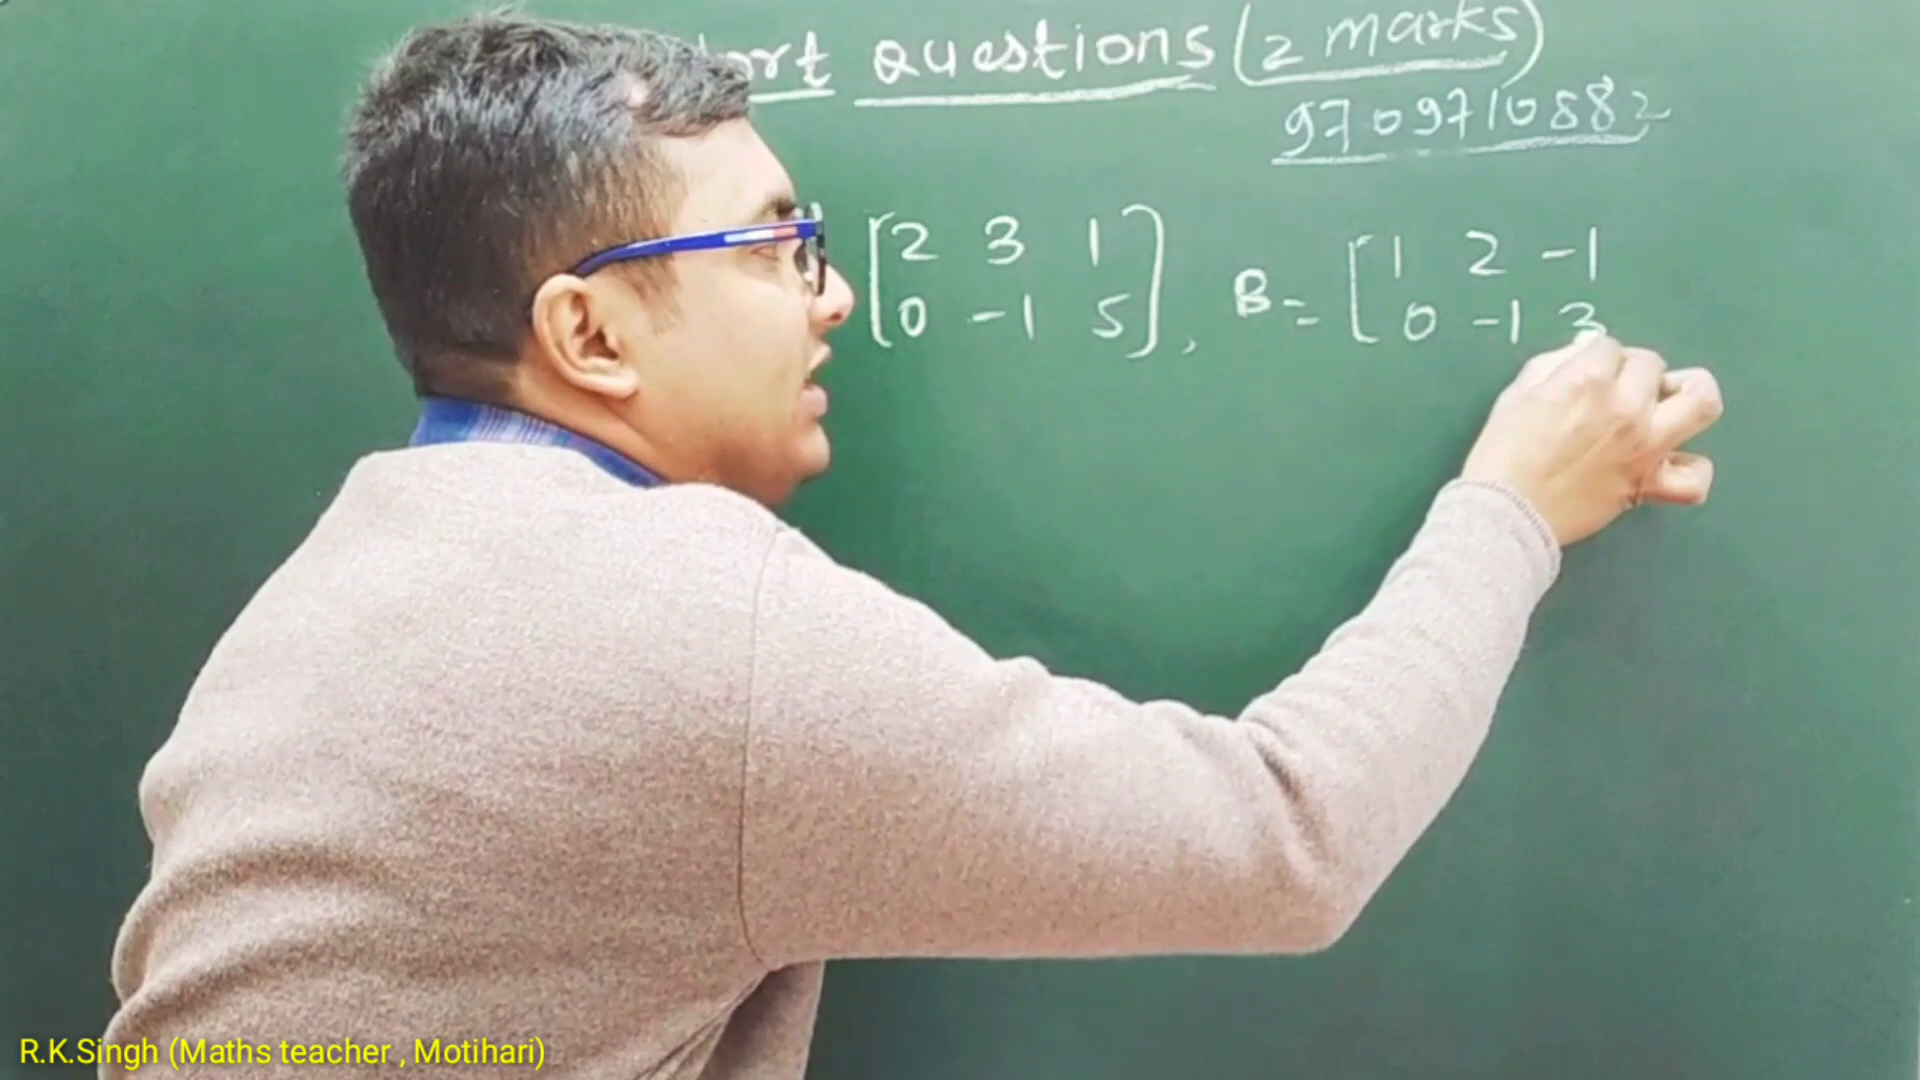 ort Questions (2 marks)
9709710882
[2 3 1
0 -1 5], B = [1 2 -1
0 -1 3
R.K.Singh (Maths teacher , Motihari)